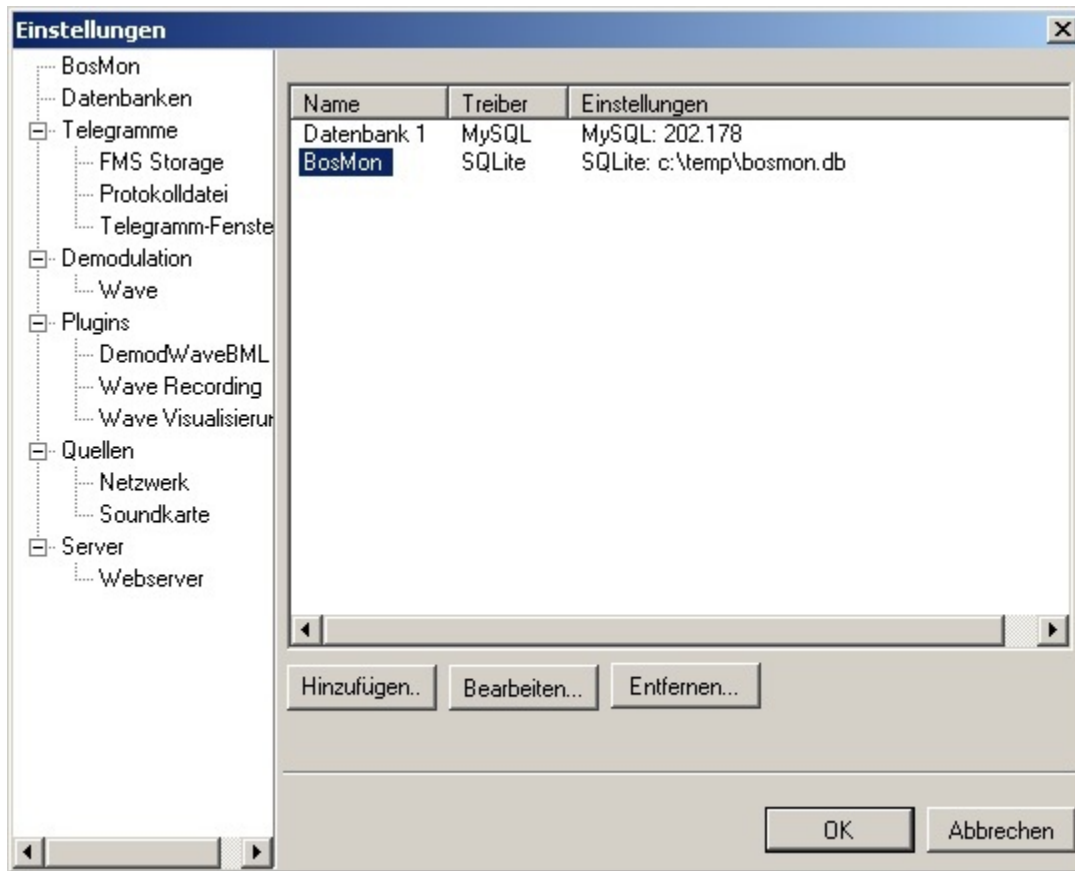 Einstellungen
BosMon
Datenbanken
Telegramme
FMS Storage
Protokolldatei
Telegramm-Fenste
Demodulation
Wave
Plugins
DemodWaveBML
Wave Recording
Wave Visualisierur
Quellen
Netzwerk
Soundkarte
Server
Webserver
Name Treiber Einstellungen
Datenbank 1 MySQL MySQL: 202.178
BosMon SQLite SQLite: c:\temp\bosmon.db
Hinzufügen.. Bearbeiten... Entfernen...
OK Abbrechen